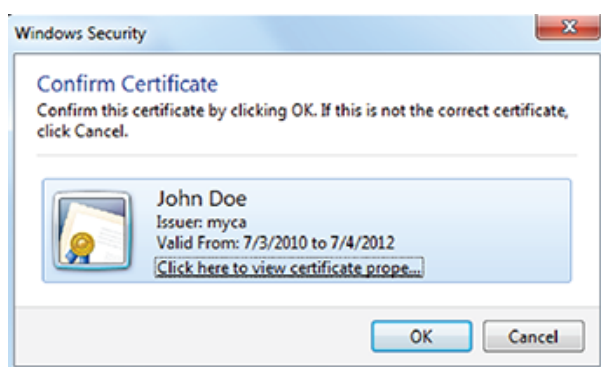 Windows Security
Confirm Certificate
Confirm this certificate by clicking OK. If this is not the correct certificate,
click Cancel.
John Doe
Issuer: myca
Valid From: 7/3/2010 to 7/4/2012
Click here to view certificate prope...
OK Cancel